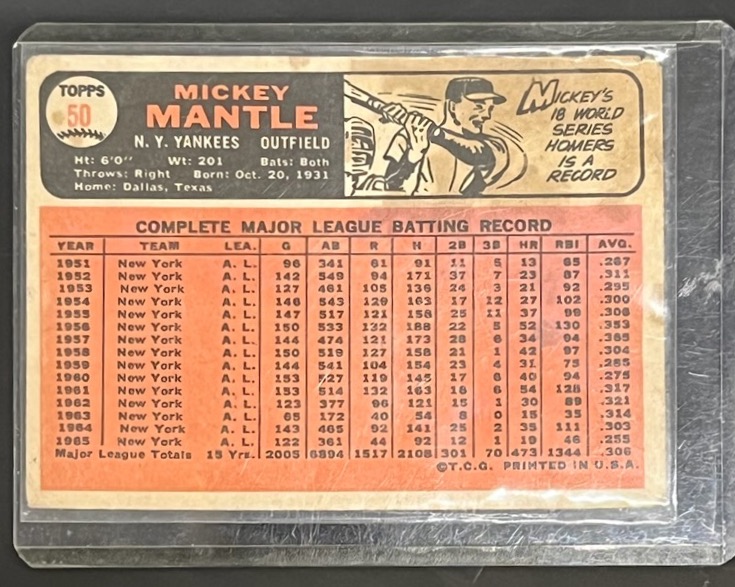 TOPPS
50
MICKEY
MANTLE
N. Y. YANKEES OUTFIELD
Ht: 6'0" Wt: 201 Bats: Both
Throws: Right Born: Oct. 20, 1931
Home: Dallas, Texas
MICKEY'S
18 WORLD
SERIES
HOMERS
IS A
RECORD
COMPLETE MAJOR LEAGUE BATTING RECORD
YEAR TEAM LEA. G AB R H 2B 3B HR RBI AVG.
1951 New York A. L. 96 341 61 91 11 5 13 65 .267
1952 New York A. L. 142 549 94 171 37 7 23 87 .311
1953 New York A. L. 127 461 105 136 24 3 21 92 .295
1954 New York A. L. 146 543 129 163 17 12 27 102 .300
1955 New York A. L. 147 517 121 158 25 11 37 99 .306
1956 New York A. L. 150 533 132 188 22 5 52 130 .353
1957 New York A. L. 144 474 121 173 28 6 34 94 .365
1958 New York A. L. 150 519 127 158 21 1 42 97 .304
1959 New York A. L. 144 541 104 154 23 4 31 75 .285
1960 New York A. L. 153 527 119 145 17 6 40 94 .275
1961 New York A. L. 153 514 132 163 16 6 54 128 .317
1962 New York A. L. 123 377 96 121 15 1 30 89 .321
1963 New York A. L. 65 172 40 54 8 0 15 35 .314
1964 New York A. L. 143 465 92 141 25 2 35 111 .303
1965 New York A. L. 122 361 44 92 12 1 19 46 .255
Major League Totals 15 Yrs. 2005 6894 1517 2108 301 70 473 1344 .306
©T.C.G. PRINTED IN U.S.A.